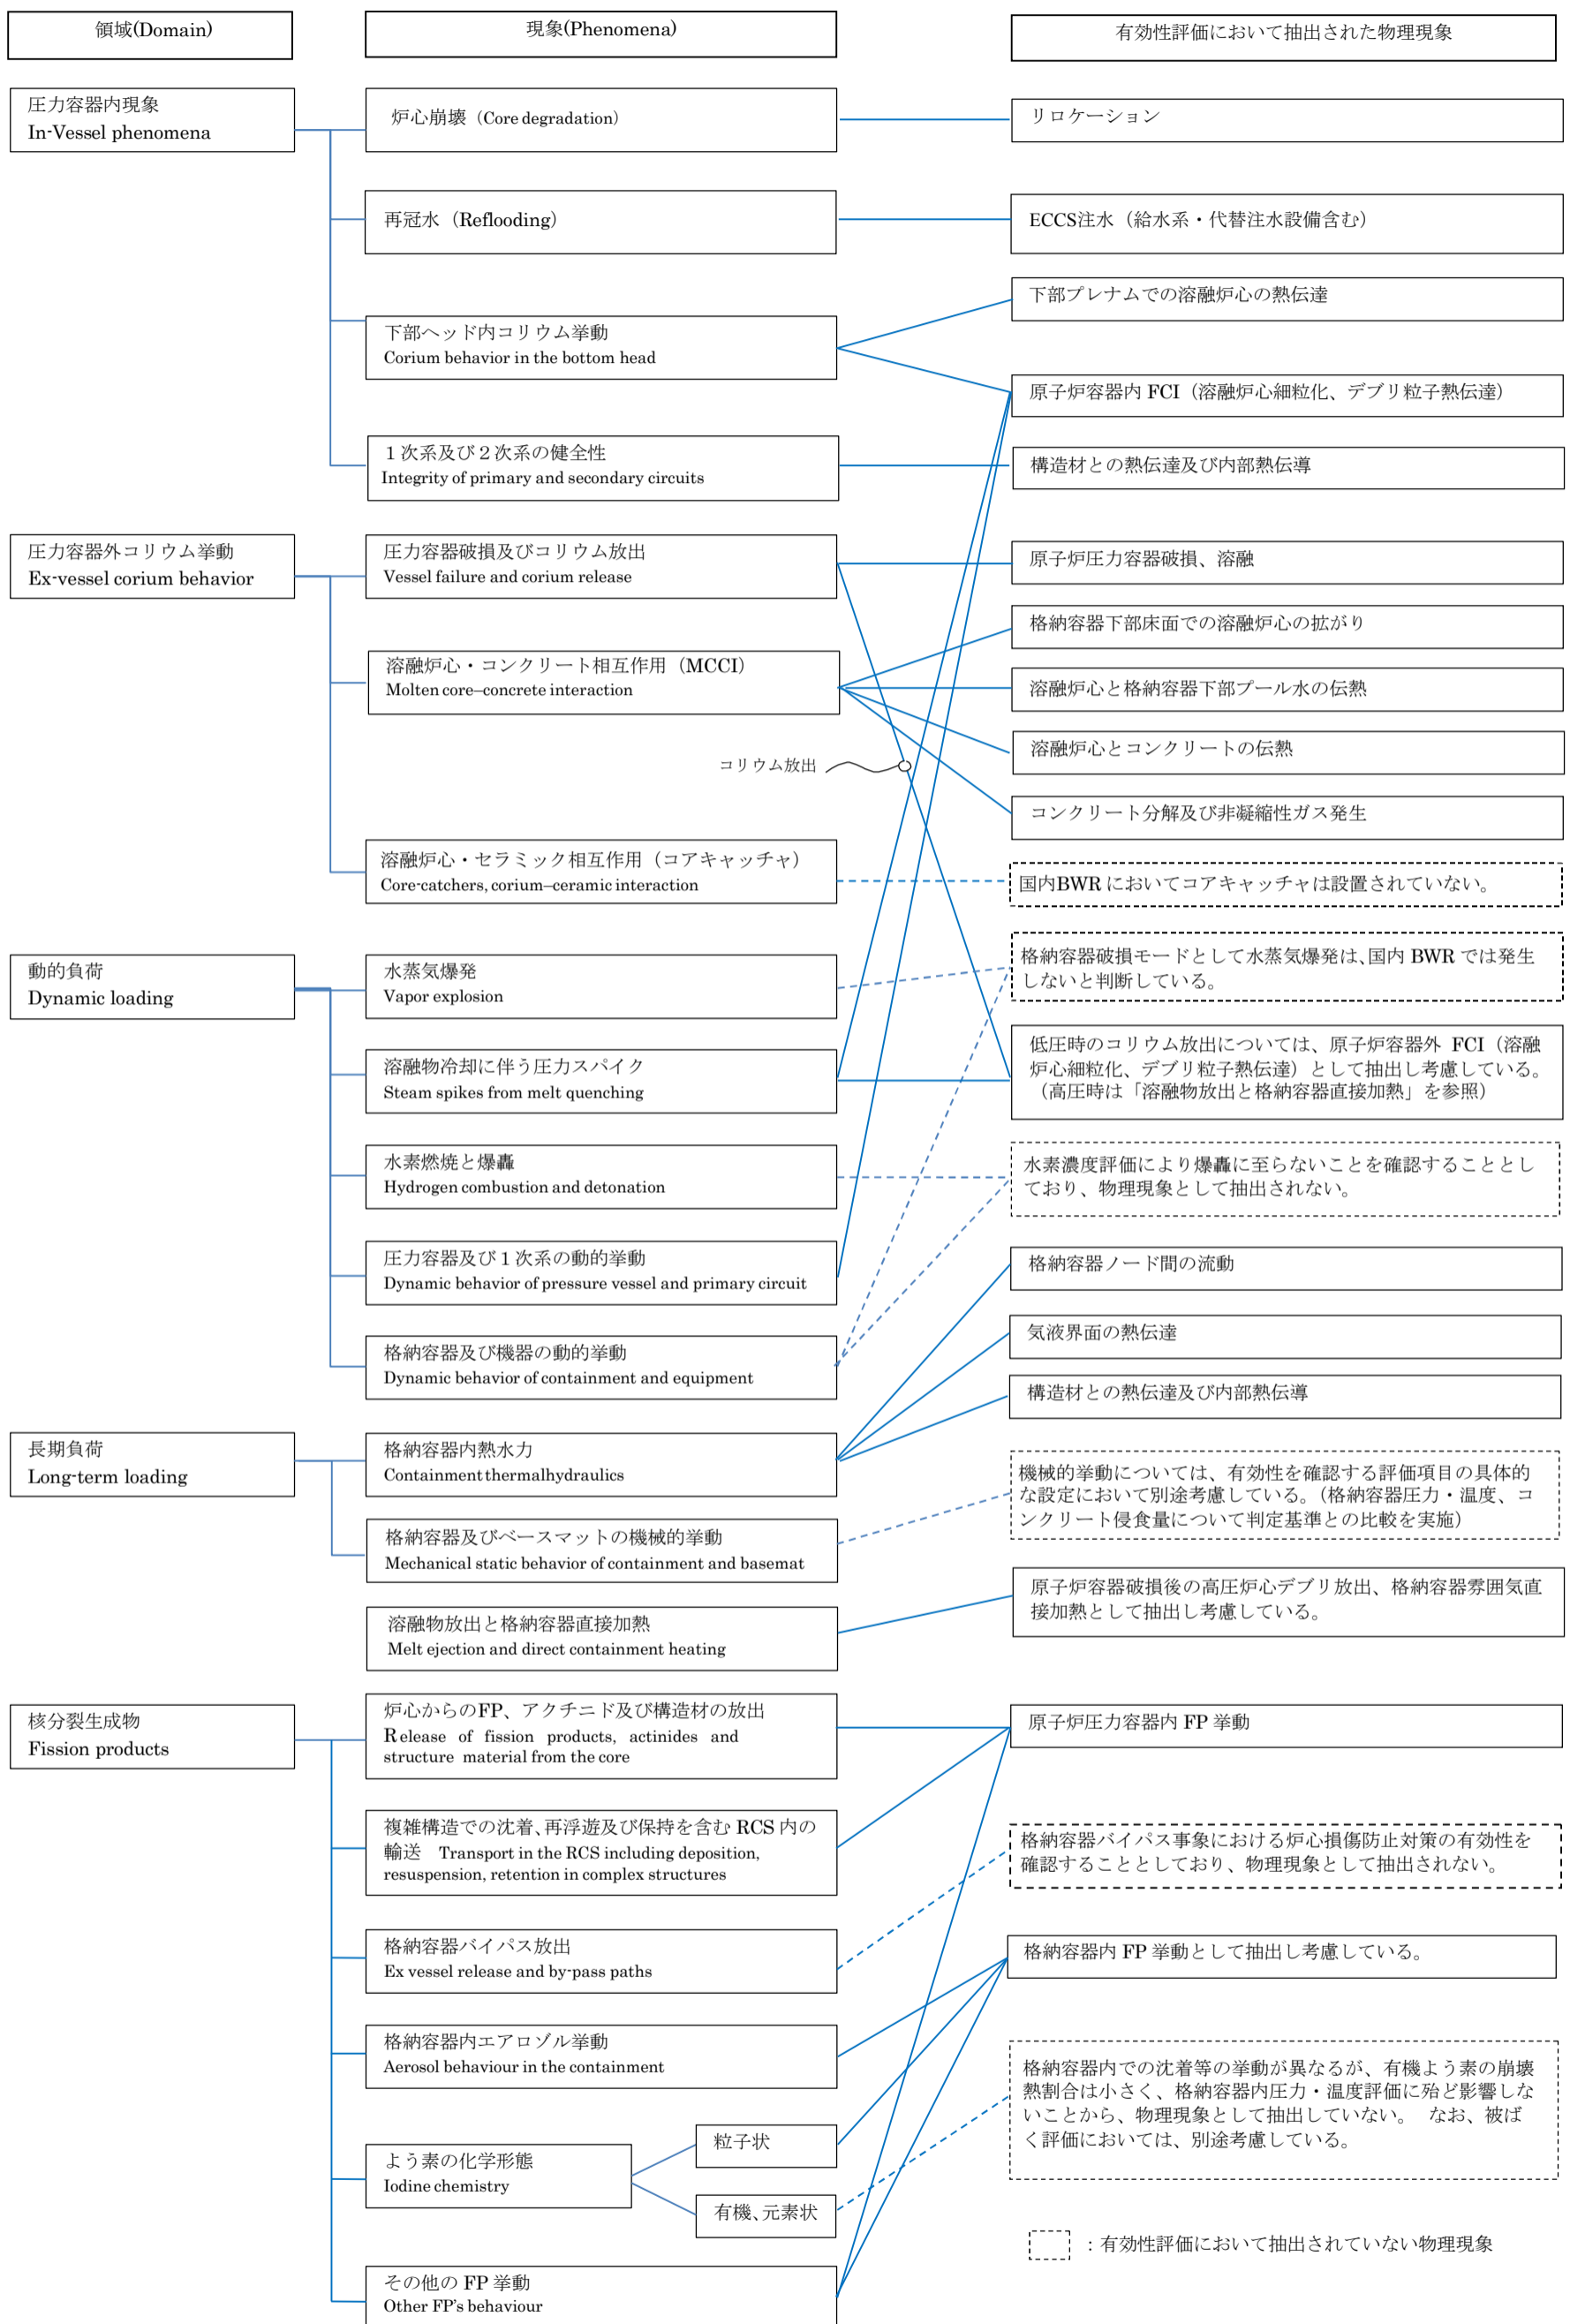 領域(Domain)
現象(Phenomena)
有効性評価において抽出された物理現象
圧力容器内現象
In-Vessel phenomena
炉心崩壊（Core degradation）
リロケーション
再冠水（Reflooding）
ECCS注水（給水系・代替注水設備含む）
下部ヘッド内コリウム挙動
Corium behavior in the bottom head
下部プレナムでの溶融炉心の熱伝達
原子炉容器内 FCI（溶融炉心細粒化、デブリ粒子熱伝達）
１次系及び２次系の健全性
Integrity of primary and secondary circuits
構造材との熱伝達及び内部熱伝導
圧力容器外コリウム挙動
Ex-vessel corium behavior
圧力容器破損及びコリウム放出
Vessel failure and corium release
原子炉圧力容器破損、溶融
格納容器下部床面での溶融炉心の拡がり
溶融炉心・コンクリート相互作用（MCCI）
Molten core–concrete interaction
溶融炉心と格納容器下部プール水の伝熱
溶融炉心とコンクリートの伝熱
コリウム放出
コンクリート分解及び非凝縮性ガス発生
溶融炉心・セラミック相互作用（コアキャッチャ）
Core-catchers, corium–ceramic interaction
国内BWR においてコアキャッチャは設置されていない。
動的負荷
Dynamic loading
水蒸気爆発
Vapor explosion
格納容器破損モードとして水蒸気爆発は、国内 BWR では発生
しないと判断している。
溶融物冷却に伴う圧力スパイク
Steam spikes from melt quenching
低圧時のコリウム放出については、原子炉容器外 FCI（溶融
炉心細粒化、デブリ粒子熱伝達）として抽出し考慮している。
（高圧時は「溶融物放出と格納容器直接加熱」を参照）
水素燃焼と爆轟
Hydrogen combustion and detonation
水素濃度評価により爆轟に至らないことを確認することとし
ており、物理現象として抽出されない。
圧力容器及び１次系の動的挙動
Dynamic behavior of pressure vessel and primary circuit
格納容器ノード間の流動
気液界面の熱伝達
格納容器及び機器の動的挙動
Dynamic behavior of containment and equipment
構造材との熱伝達及び内部熱伝導
長期負荷
Long-term loading
格納容器内熱水力
Containment thermalhydraulics
機械的挙動については、有効性を確認する評価項目の具体的
な設定において別途考慮している。（格納容器圧力・温度、コ
ンクリート侵食量について判定基準との比較を実施）
格納容器及びベースマットの機械的挙動
Mechanical static behavior of containment and basemat
溶融物放出と格納容器直接加熱
Melt ejection and direct containment heating
原子炉容器破損後の高圧炉心デブリ放出、格納容器雰囲気直
接加熱として抽出し考慮している。
核分裂生成物
Fission products
炉心からのFP、アクチニド及び構造材の放出
Release of fission products, actinides and
structure material from the core
原子炉圧力容器内 FP 挙動
複雑構造での沈着、再浮遊及び保持を含む RCS 内の
輸送　Transport in the RCS including deposition,
resuspension, retention in complex structures
格納容器バイパス事象における炉心損傷防止対策の有効性を
確認することとしており、物理現象として抽出されない。
格納容器バイパス放出
Ex vessel release and by-pass paths
格納容器内 FP 挙動として抽出し考慮している。
格納容器内エアロゾル挙動
Aerosol behaviour in the containment
格納容器内での沈着等の挙動が異なるが、有機よう素の崩壊
熱割合は小さく、格納容器内圧力・温度評価に殆ど影響しな
いことから、物理現象として抽出していない。　なお、被ば
く評価においては、別途考慮している。
よう素の化学形態
Iodine chemistry
粒子状
有機、元素状
：有効性評価において抽出されていない物理現象
その他の FP 挙動
Other FP's behaviour